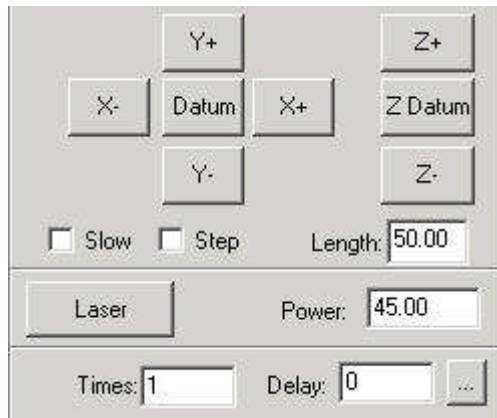 Y+ Z+
X- Datum X+ Z Datum
Y- Z-
Slow Step Length: 50.00
Laser Power: 45.00
Times: 1 Delay: 0 ...